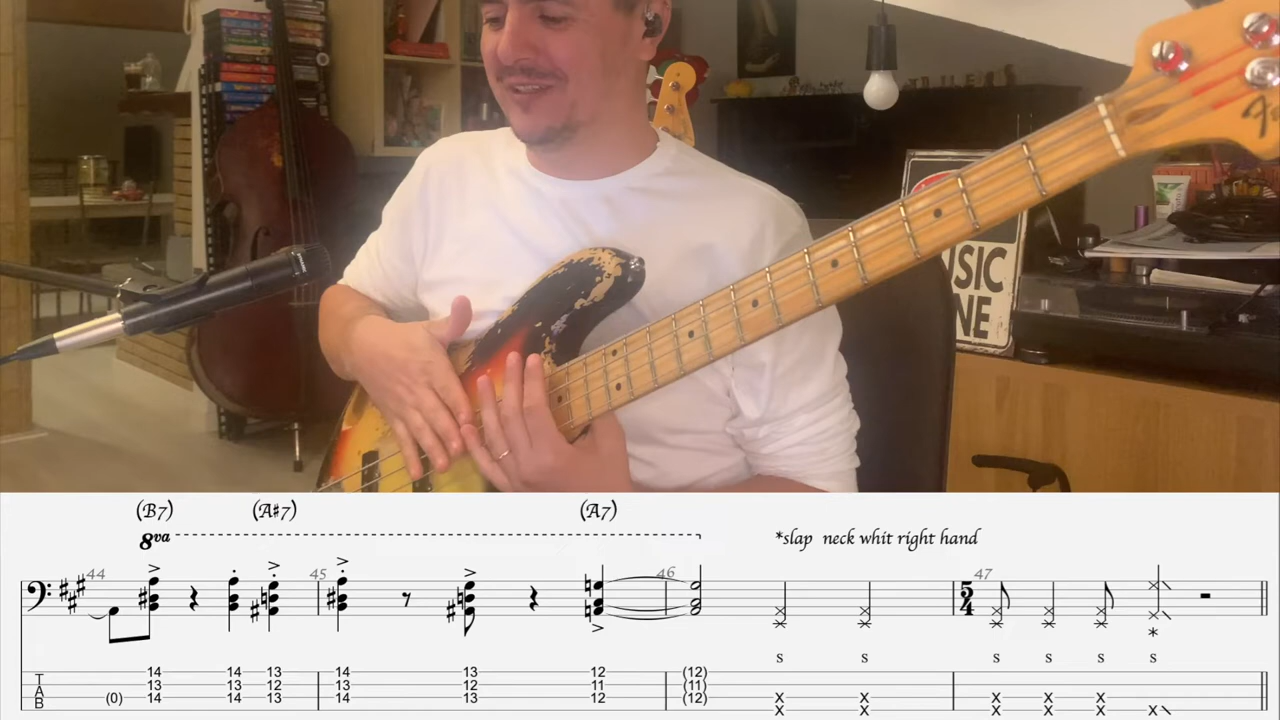 MUSIC
(B7) (A#7) (A7)
8va
*slap neck whit right hand
44 45 46 47
5
4
*
s s s s s s
T
A
B
14 14 13 14 13 12 (12)
13 13 12 13 12 11 (11)
(0) 14 14 13 14 13 12 (12) X X X X X
X X X X X X